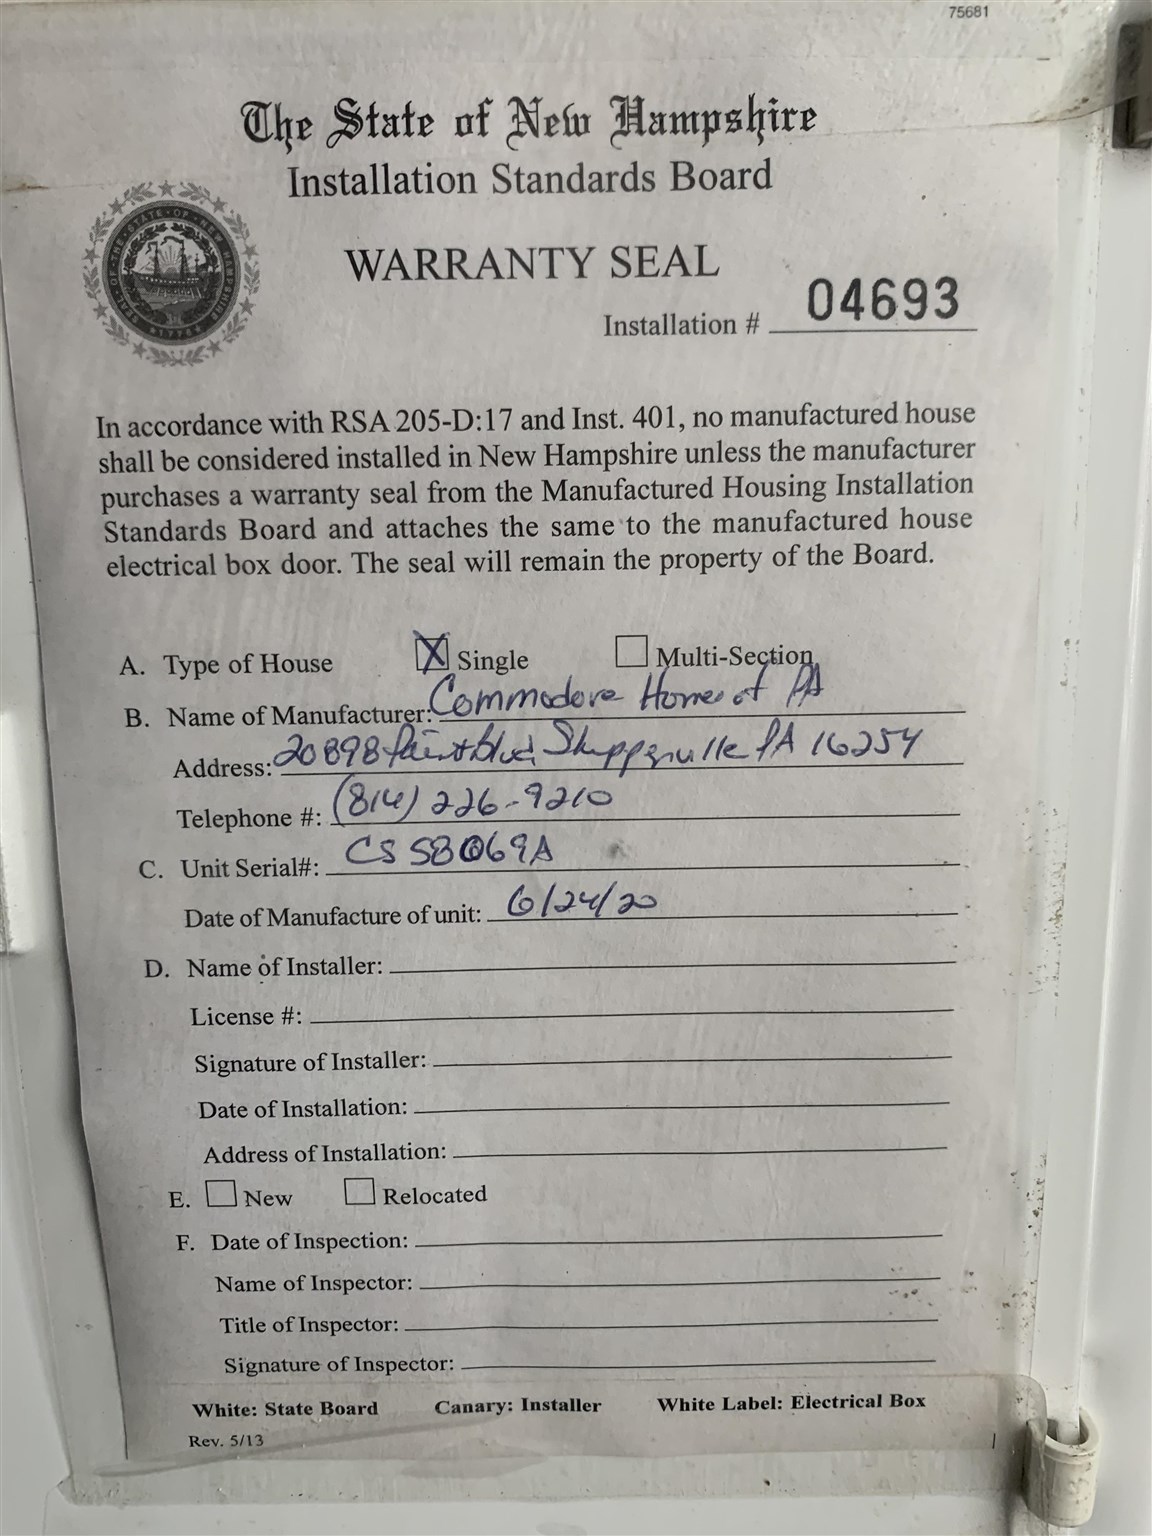 75681
The State of New Hampshire
Installation Standards Board
WARRANTY SEAL
Installation # 04693
In accordance with RSA 205-D:17 and Inst. 401, no manufactured house
shall be considered installed in New Hampshire unless the manufacturer
purchases a warranty seal from the Manufactured Housing Installation
Standards Board and attaches the same to the manufactured house
electrical box door. The seal will remain the property of the Board.
A. Type of House X Single Multi-Section
B. Name of Manufacturer: Commodore Homes of PA
Address: 20898 Paint Blvd Shippenville PA 16254
Telephone #: (814) 226-9210
C. Unit Serial#: CS58069A
Date of Manufacture of unit: 6/24/20
D. Name of Installer:
License #:
Signature of Installer:
Date of Installation:
Address of Installation:
E. New Relocated
F. Date of Inspection:
Name of Inspector:
Title of Inspector:
Signature of Inspector:
White: State Board Canary: Installer White Label: Electrical Box
Rev. 5/13